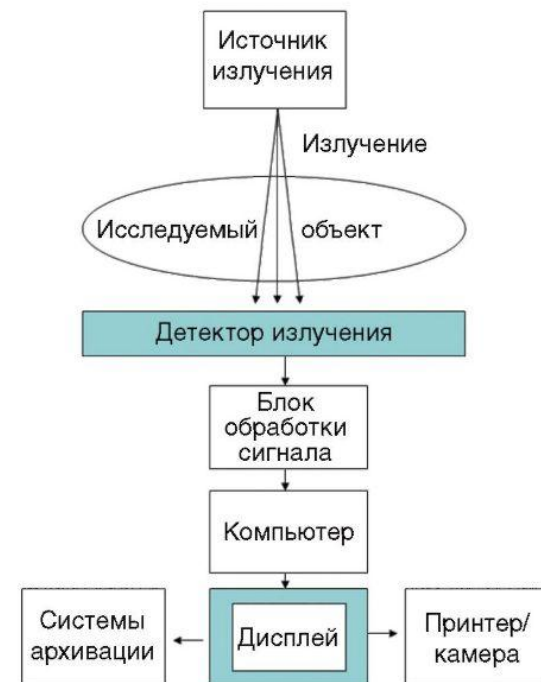 Источник
излучения
Излучение
Исследуемый объект
Детектор излучения
Блок
обработки
сигнала
Компьютер
Системы
архивации
Дисплей
Принтер/
камера